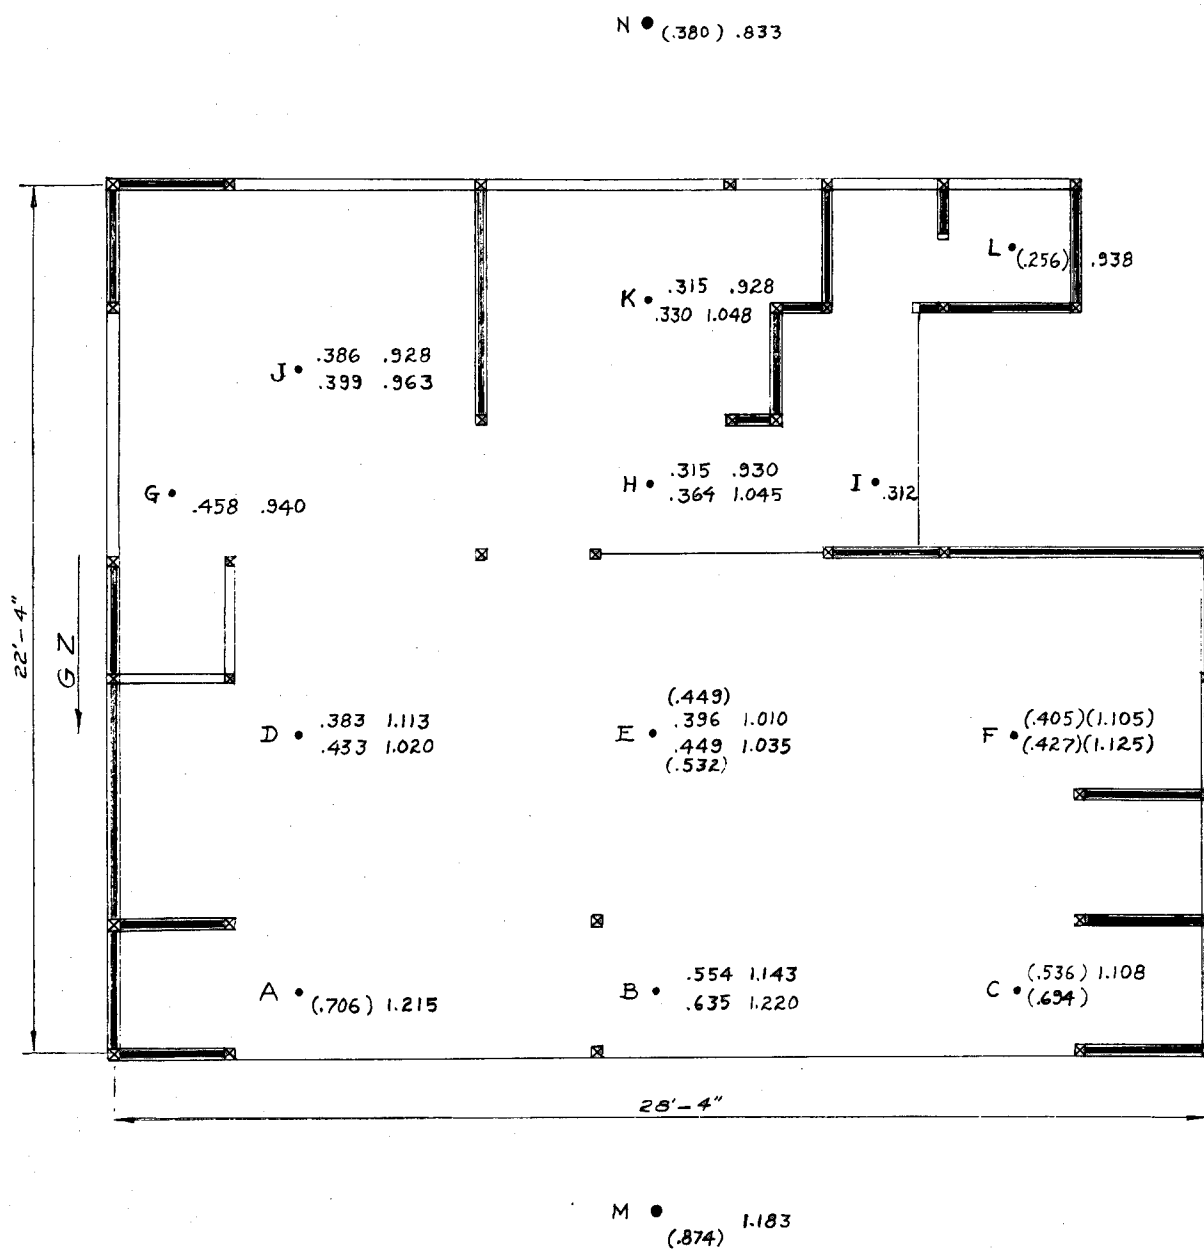 N (.380) .833
L (.256) .938
K .315 .928
.330 1.048
J .386 .928
.399 .963
H .315 .930
.364 1.045
I .312
G .458 .940
22'-4"
G Z
D .383 1.113
.433 1.020
(.449)
E .396 1.010
.449 1.035
(.532)
F (.405)(1.105)
(.427)(1.125)
A (.706) 1.215
B .554 1.143
.635 1.220
C (.536) 1.108
(.694)
28'-4"
M (.874) 1.183